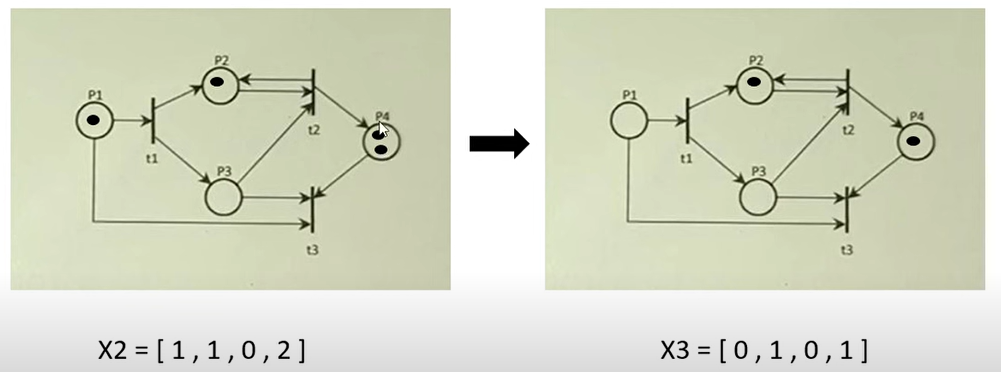 P1
P2
P3
P4
t1
t2
t3
P1
P2
P3
P4
t1
t2
t3
X2 = [ 1 , 1 , 0 , 2 ]
X3 = [ 0 , 1 , 0 , 1 ]